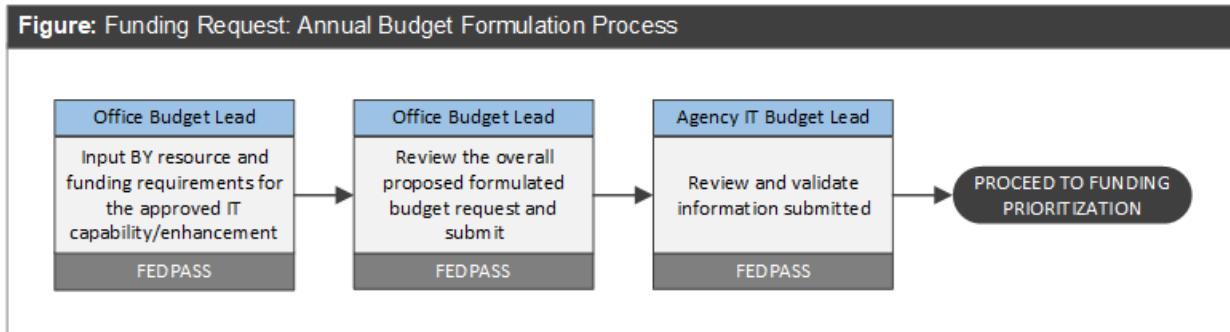 Figure: Funding Request: Annual Budget Formulation Process
Office Budget Lead
Input BY resource and
funding requirements for
the approved IT
capability/enhancement
FEDPASS
Office Budget Lead
Review the overall
proposed formulated
budget request and
submit
FEDPASS
Agency IT Budget Lead
Review and validate
information submitted
FEDPASS
PROCEED TO FUNDING
PRIORITIZATION